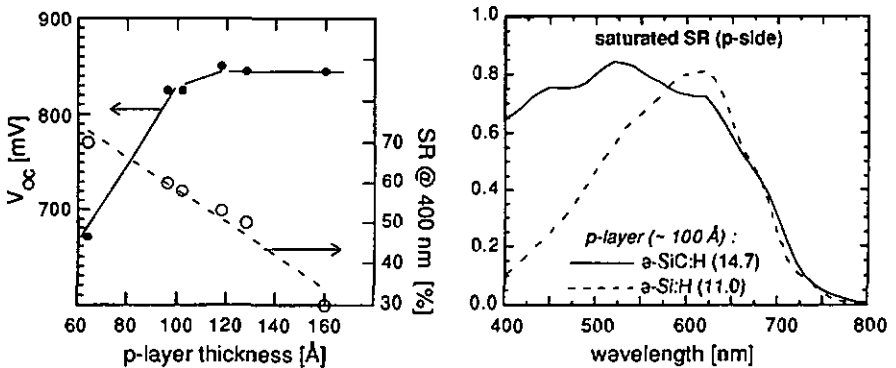 900
800
700
V_oc [mV]
70
60
50
40
30
SR @ 400 nm [%]
60 80 100 120 140 160
p-layer thickness [Å]
1.0
0.8
0.6
0.4
0.2
0.0
saturated SR (p-side)
p-layer (~ 100 Å) :
a-SiC:H (14.7)
a-Si:H (11.0)
400 500 600 700 800
wavelength [nm]